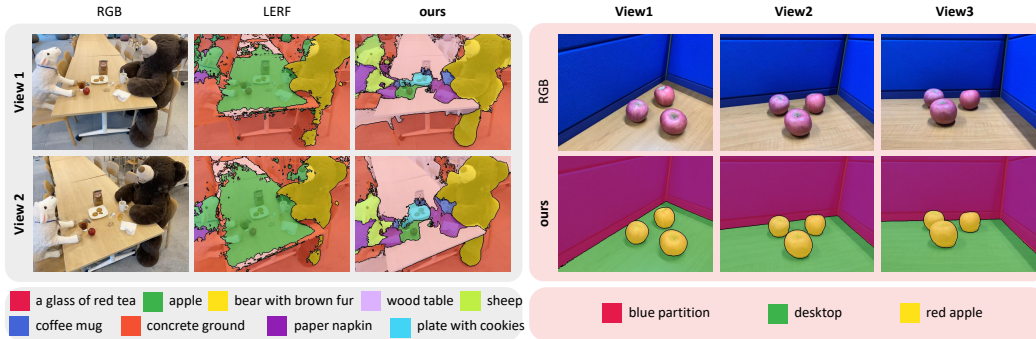 RGB LERF ours
View 1
View 2
a glass of red tea apple bear with brown fur wood table sheep
coffee mug concrete ground paper napkin plate with cookies
View1 View2 View3
RGB
ours
blue partition desktop red apple